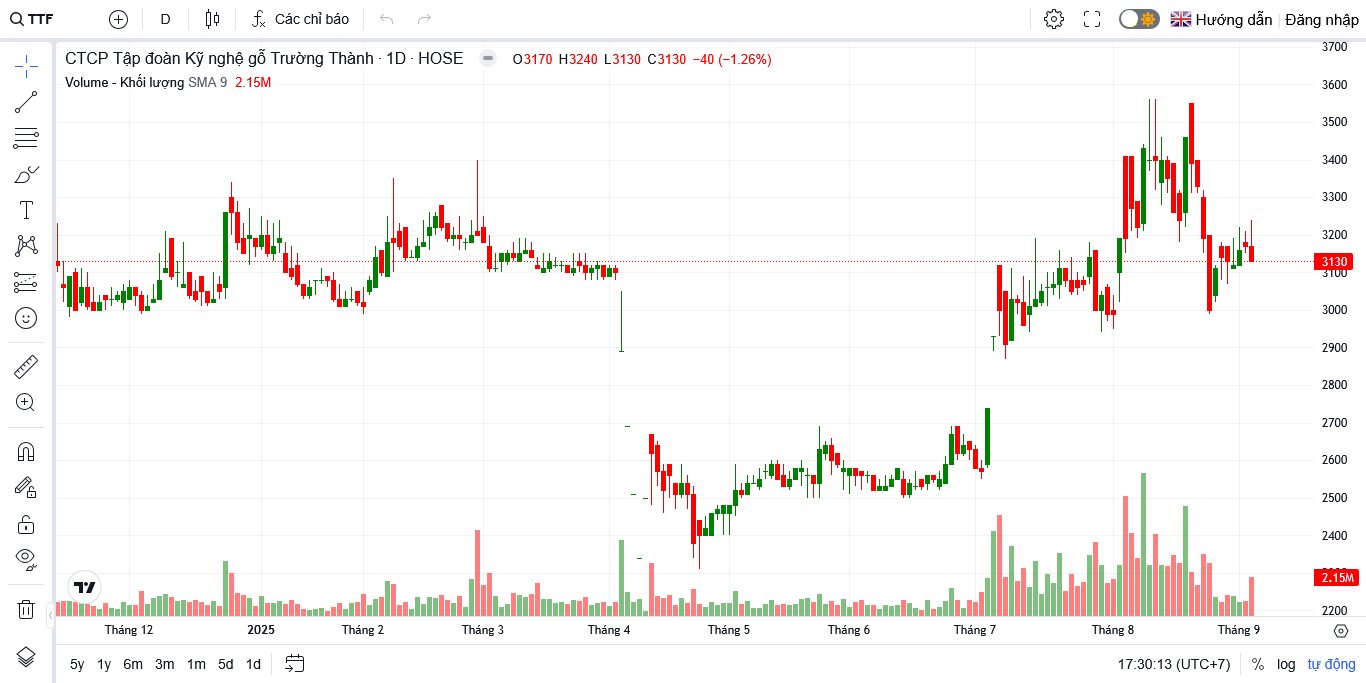 TTF D Các chỉ báo Hướng dẫn Đăng nhập
CTCP Tập đoàn Kỹ nghệ gỗ Trường Thành · 1D · HOSE O3170 H3240 L3130 C3130 −40 (−1.26%)
Volume - Khối lượng SMA 9 2.15M
3700
3600
3500
3400
3300
3200
3130
3100
3000
2900
2800
2700
2600
2500
2400
2.15M
2200
Tháng 12 2025 Tháng 2 Tháng 3 Tháng 4 Tháng 5 Tháng 6 Tháng 7 Tháng 8 Tháng 9
5y 1y 6m 3m 1m 5d 1d 17:30:13 (UTC+7) % log tự động